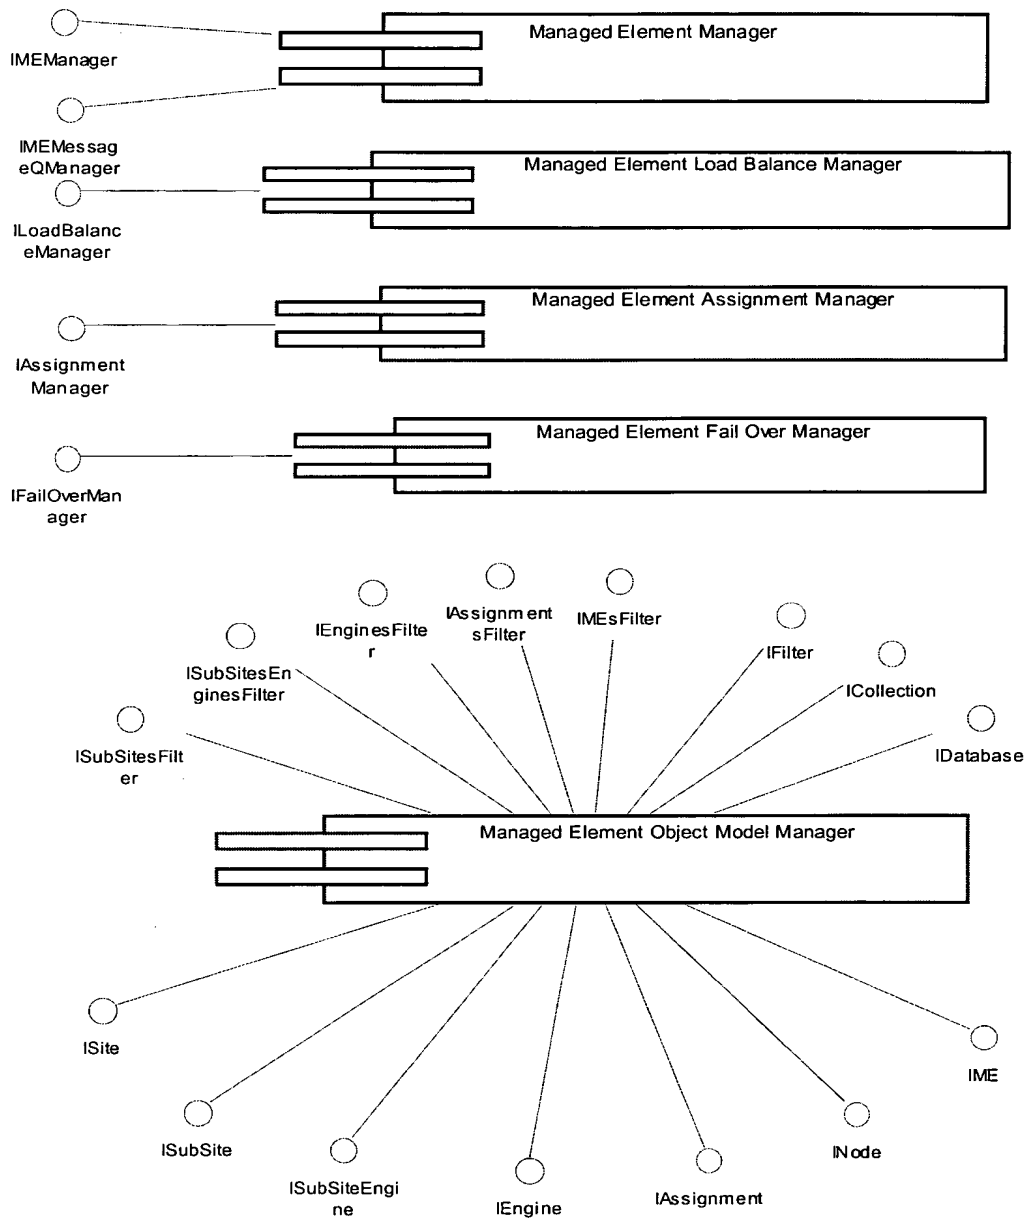 Managed Element Manager
IMEManager
IMEMessag
eQManager
Managed Element Load Balance Manager
ILoadBalanc
eManager
Managed Element Assignment Manager
IAssignment
Manager
Managed Element Fail Over Manager
IFailOverMan
ager
IEnginesFilte
r
IAssignment
sFilter
IMEsFilter
IFilter
ISubSitesEn
ginesFilter
ICollection
ISubSitesFilt
er
IDatabase
Managed Element Object Model Manager
ISite
IME
ISubSite
INode
ISubSiteEngi
ne
IEngine
IAssignment